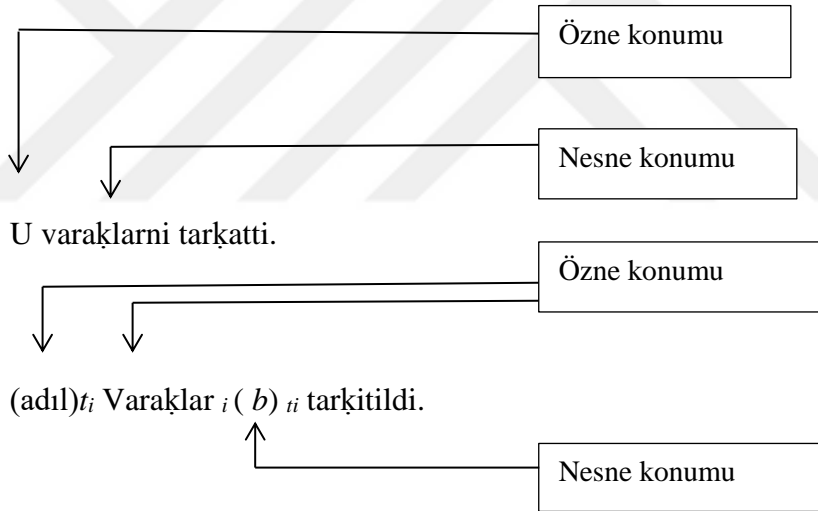 Özne konumu
Nesne konumu
U varaḳlarni tarḳatti.
Özne konumu
(adıl)tᵢ Varaḳlar ᵢ ( b) ₜᵢ tarḳitildi.
Nesne konumu